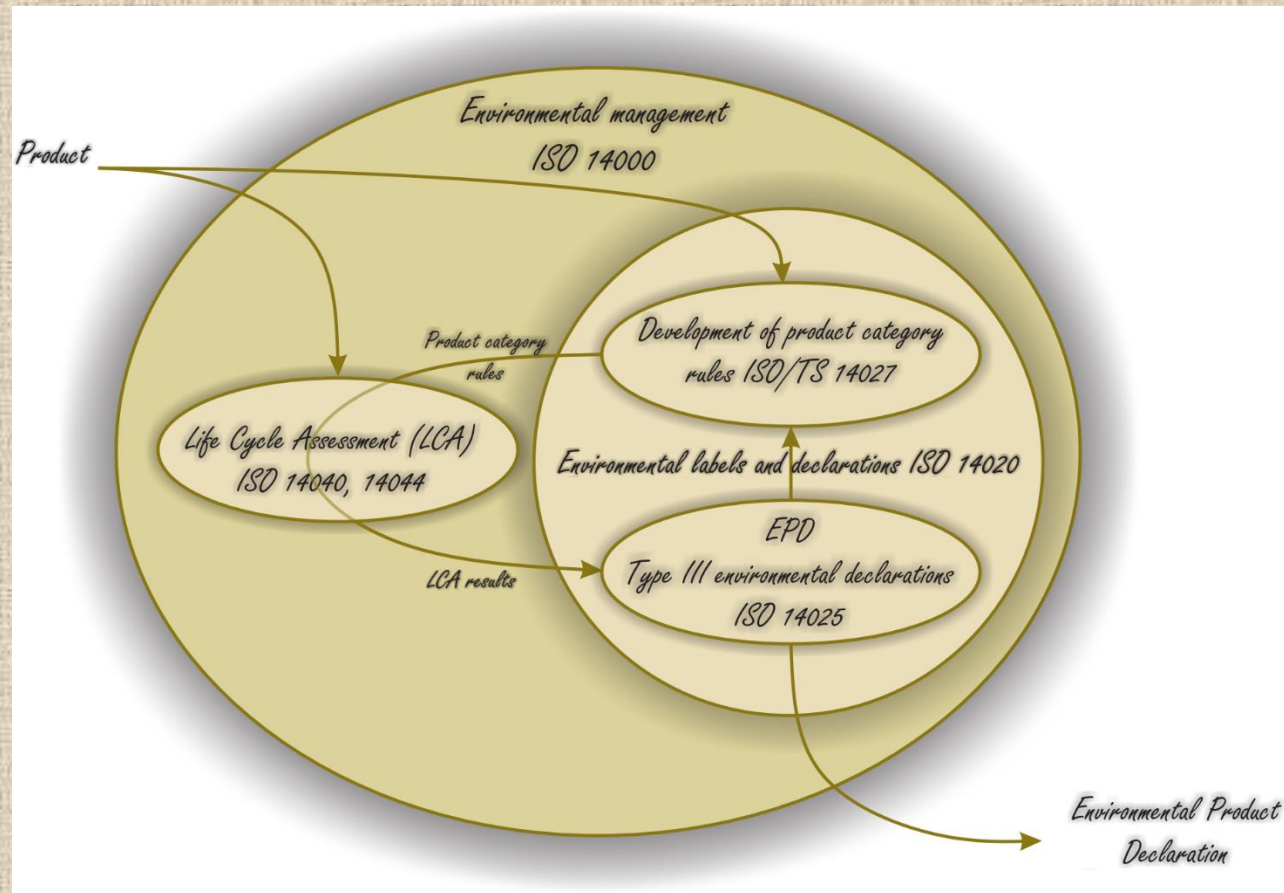 Environmental management
ISO 14000
Product
Development of product category
rules ISO/TS 14027
Product category
rules
Life Cycle Assessment (LCA)
ISO 14040, 14044
Environmental labels and declarations ISO 14020
EPD
Type III environmental declarations
ISO 14025
LCA results
Environmental Product
Declaration